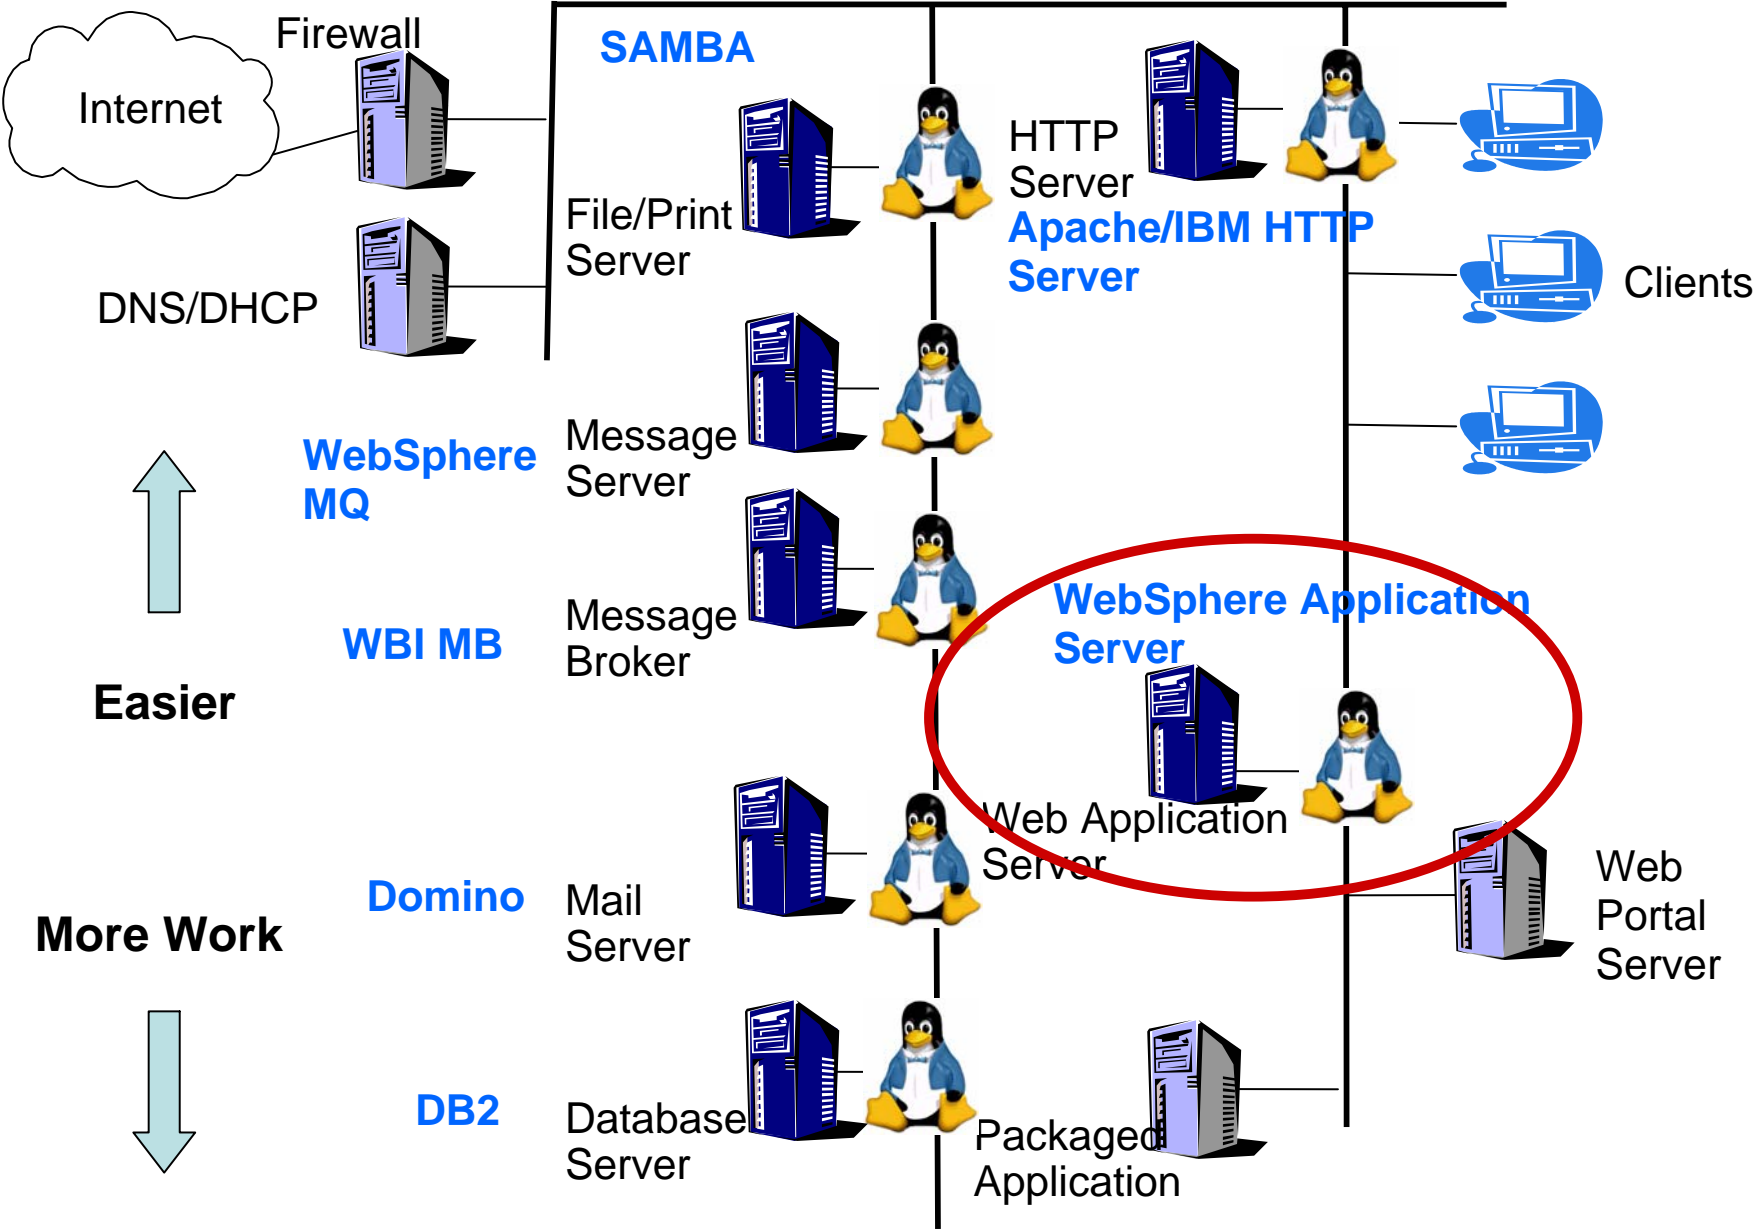 Firewall
Internet
SAMBA
HTTP
Server
Apache/IBM HTTP
Server
File/Print
Server
DNS/DHCP
Clients
WebSphere
MQ
Message
Server
WebSphere Application
Server
WBI MB
Message
Broker
Easier
Web Application
Server
Domino
Mail
Server
Web
Portal
Server
More Work
DB2
Database
Server
Packaged
Application